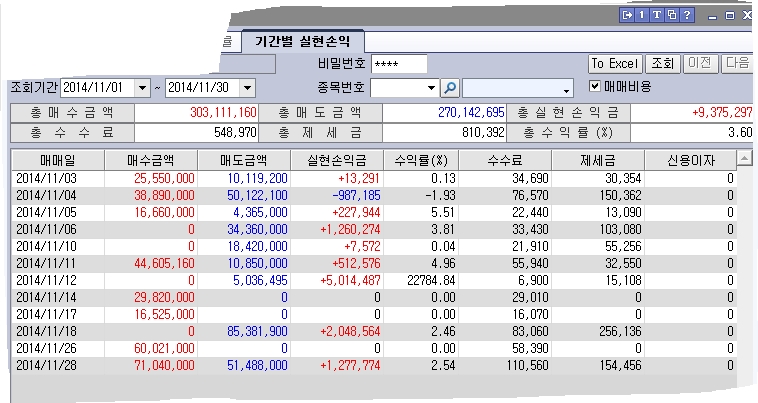 1 T ?
률 기간별 실현손익
비밀번호 **** To Excel 조회 이전 다음
조회기간 2014/11/01 ~ 2014/11/30 종목번호 매매비용
총 매 수 금 액 303,111,160 총 매 도 금 액 270,142,695 총 실 현 손 익 금 +9,375,297
총 수 수 료 548,970 총 제 세 금 810,392 총 수 익 률 (%) 3.60
매매일 매수금액 매도금액 실현손익금 수익률(%) 수수료 제세금 신용이자
2014/11/03 25,550,000 10,119,200 +13,291 0.13 34,690 30,354 0
2014/11/04 38,890,000 50,122,100 -987,185 -1.93 76,570 150,362 0
2014/11/05 16,660,000 4,365,000 +227,944 5.51 22,440 13,090 0
2014/11/06 0 34,360,000 +1,260,274 3.81 33,430 103,080 0
2014/11/10 0 18,420,000 +7,572 0.04 21,910 55,256 0
2014/11/11 44,605,160 10,850,000 +512,576 4.96 55,940 32,550 0
2014/11/12 0 5,036,495 +5,014,487 22784.84 6,900 15,108 0
2014/11/14 29,820,000 0 0 0.00 29,010 0 0
2014/11/17 16,525,000 0 0 0.00 16,070 0 0
2014/11/18 0 85,381,900 +2,048,564 2.46 83,060 256,136 0
2014/11/26 60,021,000 0 0 0.00 58,390 0 0
2014/11/28 71,040,000 51,488,000 +1,277,774 2.54 110,560 154,456 0